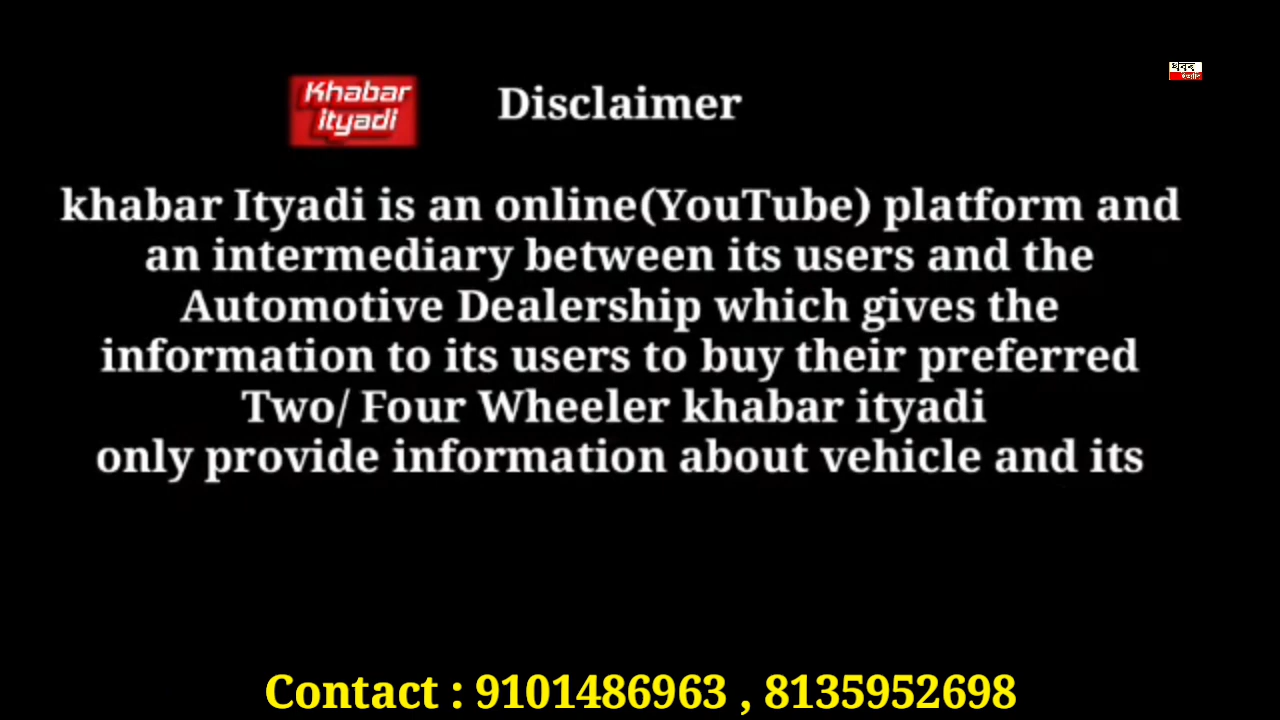 Khabar
ityadi
Disclaimer
খবৰ
khabar Ityadi is an online(YouTube) platform and
an intermediary between its users and the
Automotive Dealership which gives the
information to its users to buy their preferred
Two/ Four Wheeler khabar ityadi
only provide information about vehicle and its
Contact : 9101486963 , 8135952698